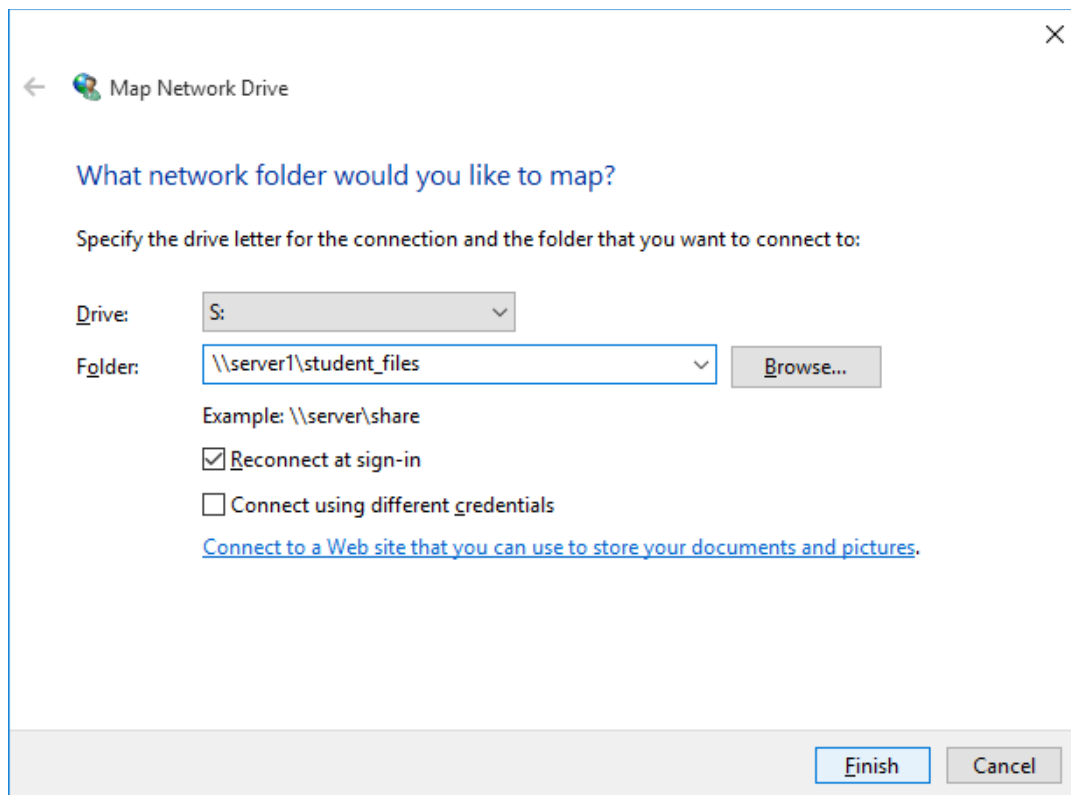 Map Network Drive
What network folder would you like to map?
Specify the drive letter for the connection and the folder that you want to connect to:
Drive: S:
Folder: \\server1\student_files Browse...
Example: \\server\share
Reconnect at sign-in
Connect using different credentials
Connect to a Web site that you can use to store your documents and pictures.
Finish Cancel